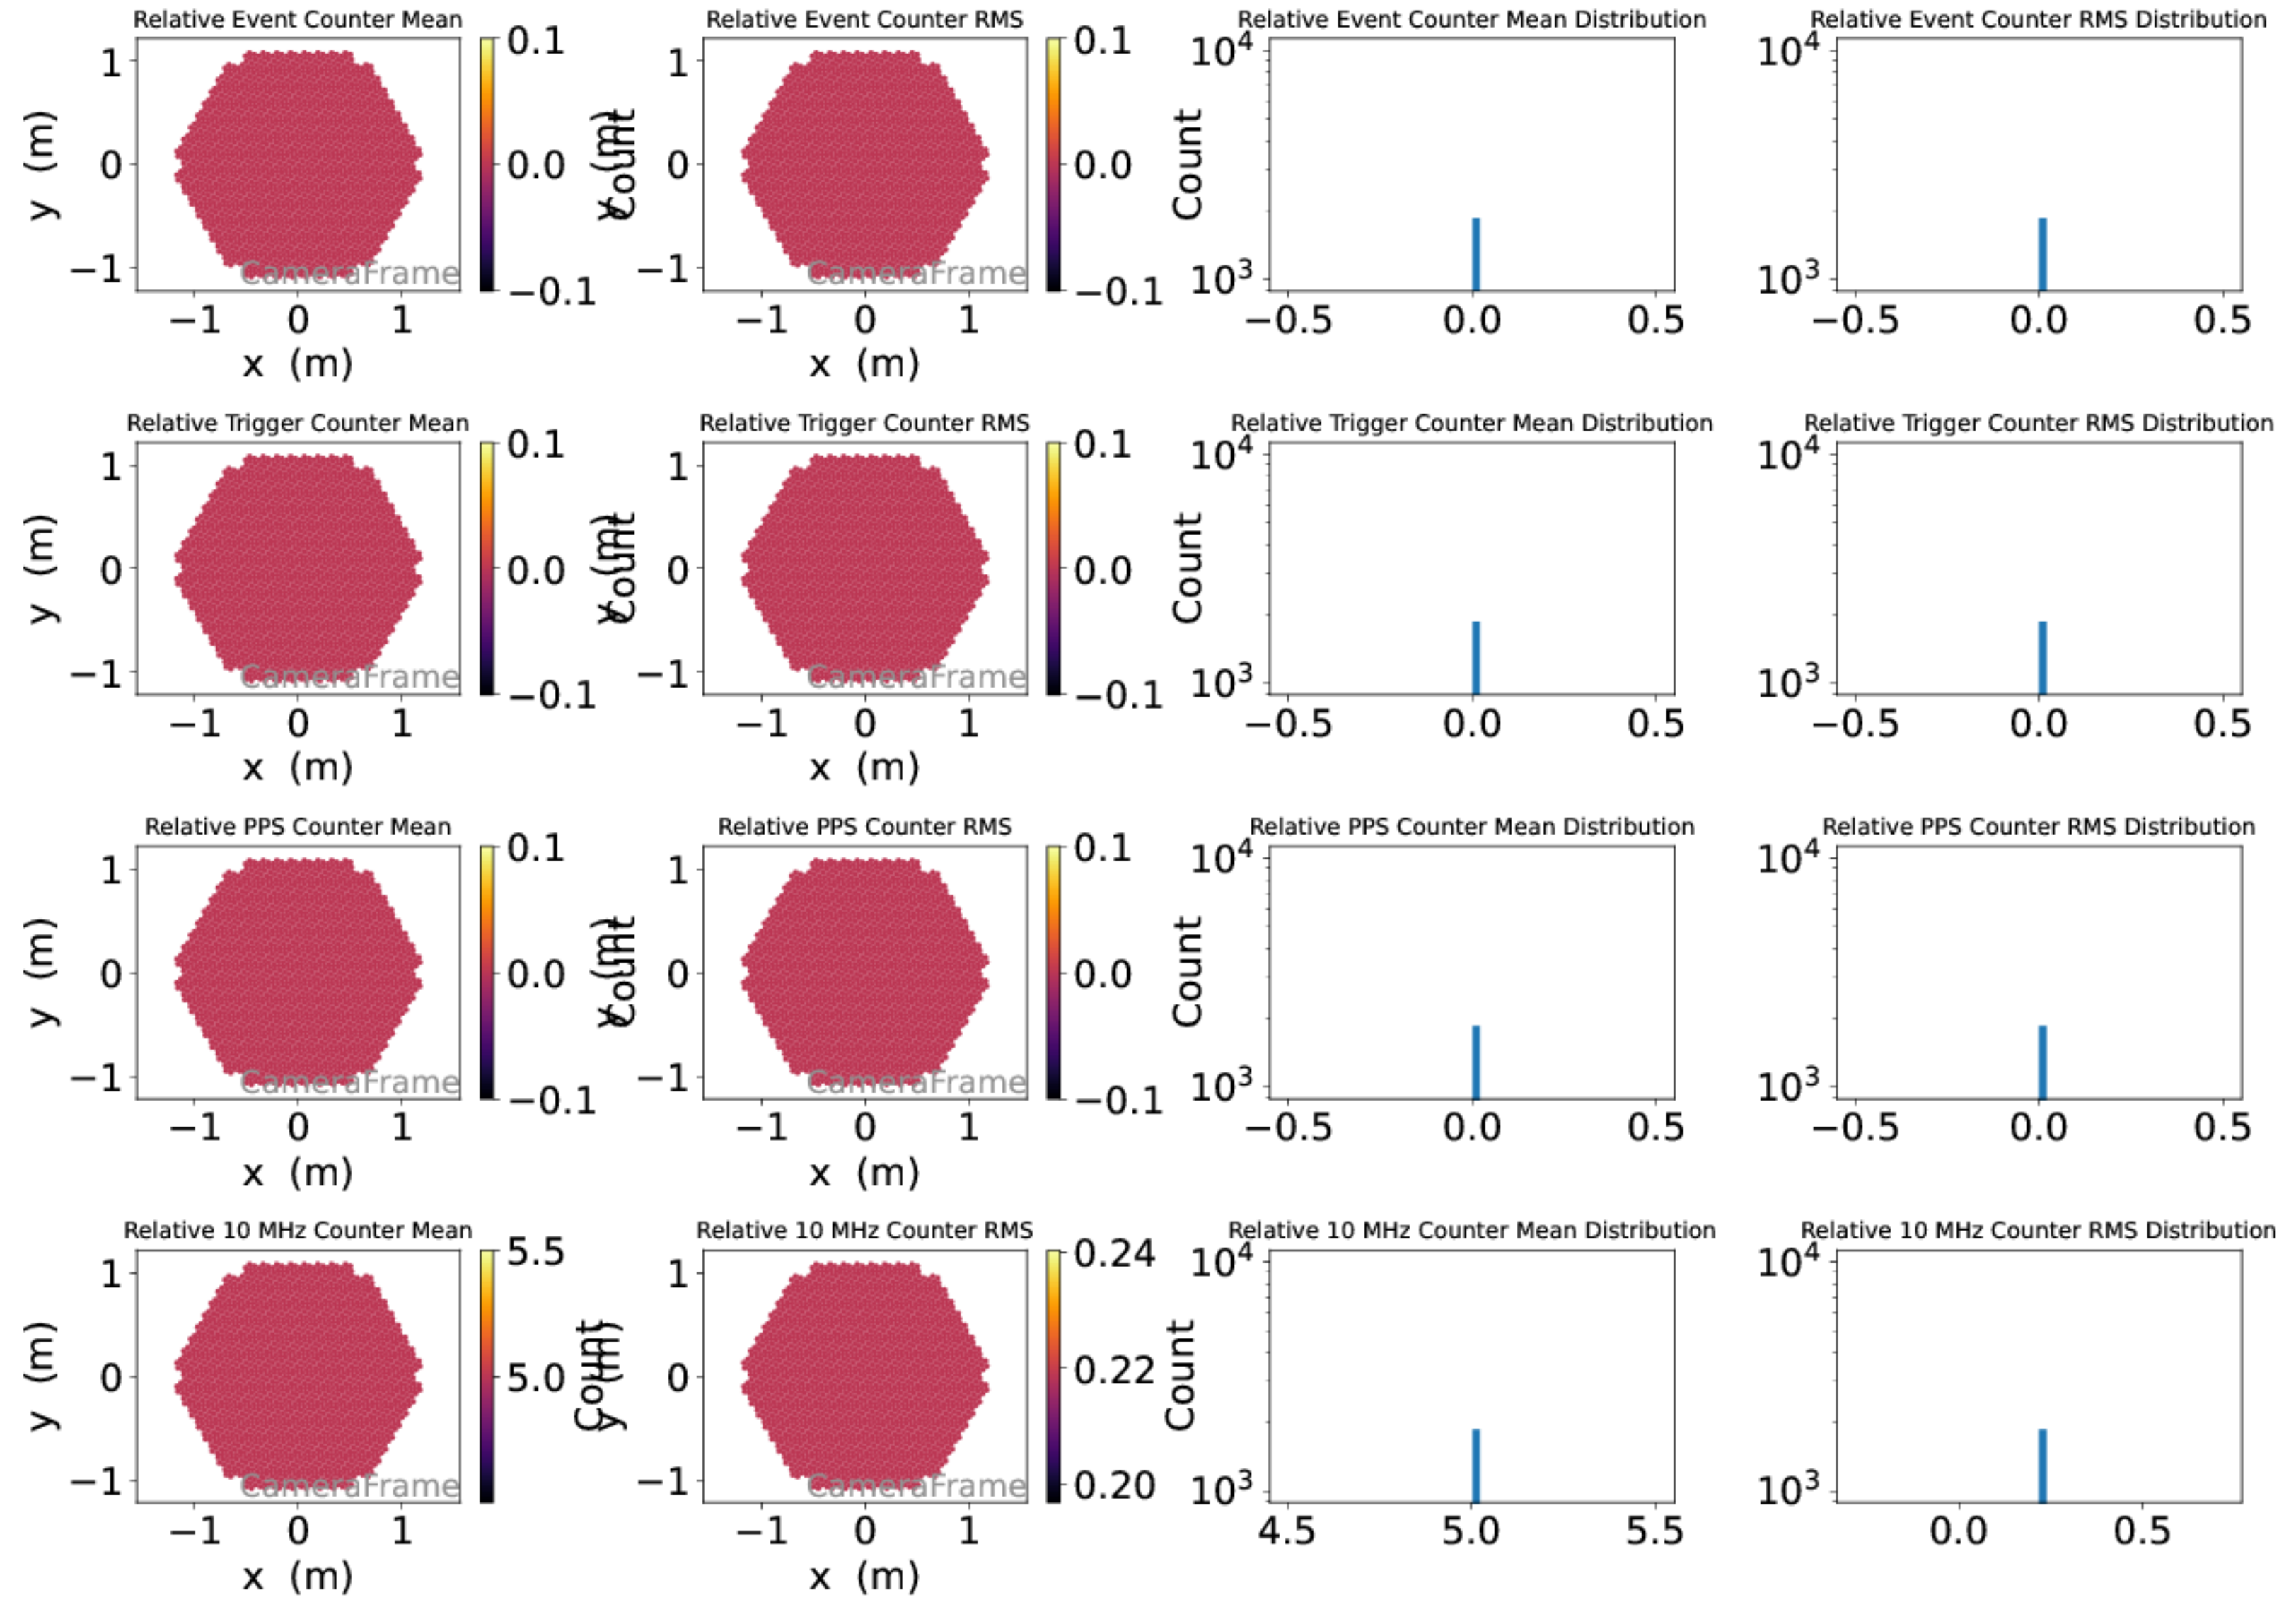 Relative Event Counter Mean
Relative Event Counter RMS
Relative Event Counter Mean Distribution
Relative Event Counter RMS Distribution
1
0
−1
y (m)
−1 0 1
x (m)
CameraFrame
0.1
0.0
−0.1
Count
1
0
−1
y (m)
−1 0 1
x (m)
CameraFrame
0.1
0.0
−0.1
Count
10⁴
10³
−0.5 0.0 0.5
10⁴
10³
−0.5 0.0 0.5
Relative Trigger Counter Mean
Relative Trigger Counter RMS
Relative Trigger Counter Mean Distribution
Relative Trigger Counter RMS Distribution
1
0
−1
y (m)
−1 0 1
x (m)
CameraFrame
0.1
0.0
−0.1
Count
1
0
−1
y (m)
−1 0 1
x (m)
CameraFrame
0.1
0.0
−0.1
Count
10⁴
10³
−0.5 0.0 0.5
10⁴
10³
−0.5 0.0 0.5
Relative PPS Counter Mean
Relative PPS Counter RMS
Relative PPS Counter Mean Distribution
Relative PPS Counter RMS Distribution
1
0
−1
y (m)
−1 0 1
x (m)
CameraFrame
0.1
0.0
−0.1
Count
1
0
−1
y (m)
−1 0 1
x (m)
CameraFrame
0.1
0.0
−0.1
Count
10⁴
10³
−0.5 0.0 0.5
10⁴
10³
−0.5 0.0 0.5
Relative 10 MHz Counter Mean
Relative 10 MHz Counter RMS
Relative 10 MHz Counter Mean Distribution
Relative 10 MHz Counter RMS Distribution
1
0
−1
y (m)
−1 0 1
x (m)
CameraFrame
5.5
5.0
Count
1
0
−1
y (m)
−1 0 1
x (m)
CameraFrame
0.24
0.22
0.20
Count
10⁴
10³
4.5 5.0 5.5
10⁴
10³
0.0 0.5